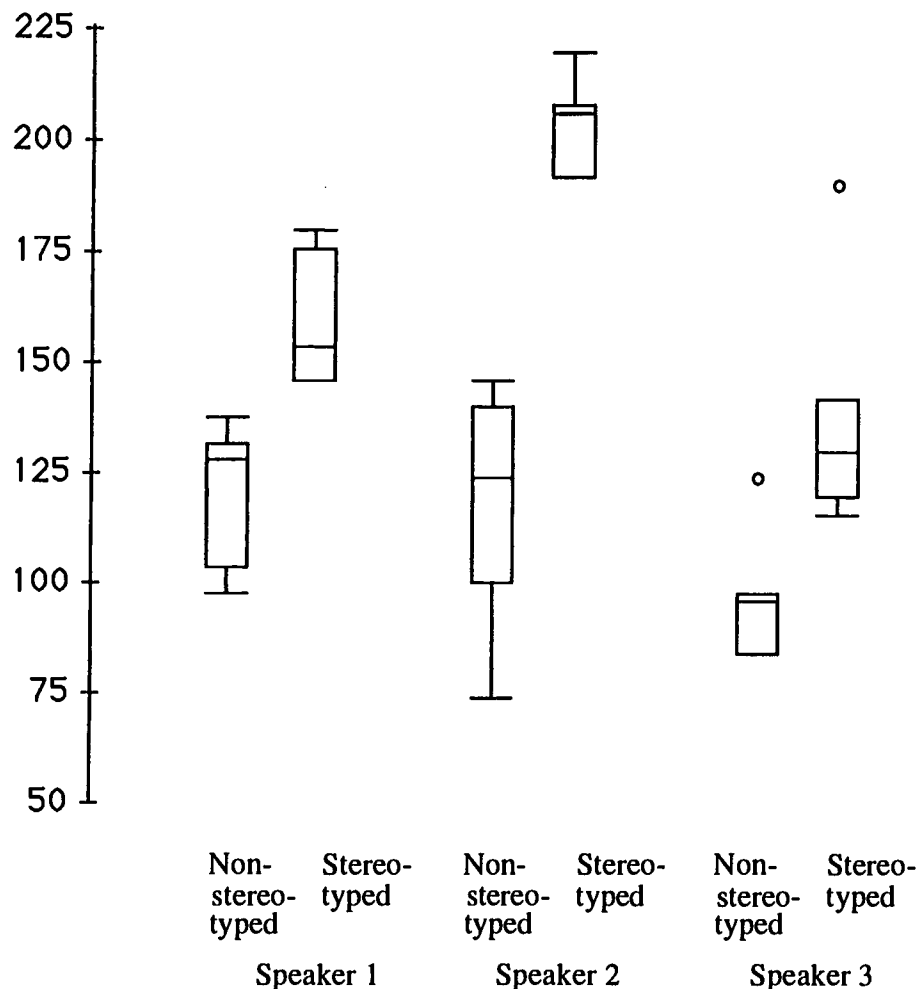 225
200
175
150
125
100
75
50
Non-
stereo-
typed
Stereo-
typed
Non-
stereo-
typed
Stereo-
typed
Non-
stereo-
typed
Stereo-
typed
Speaker 1
Speaker 2
Speaker 3